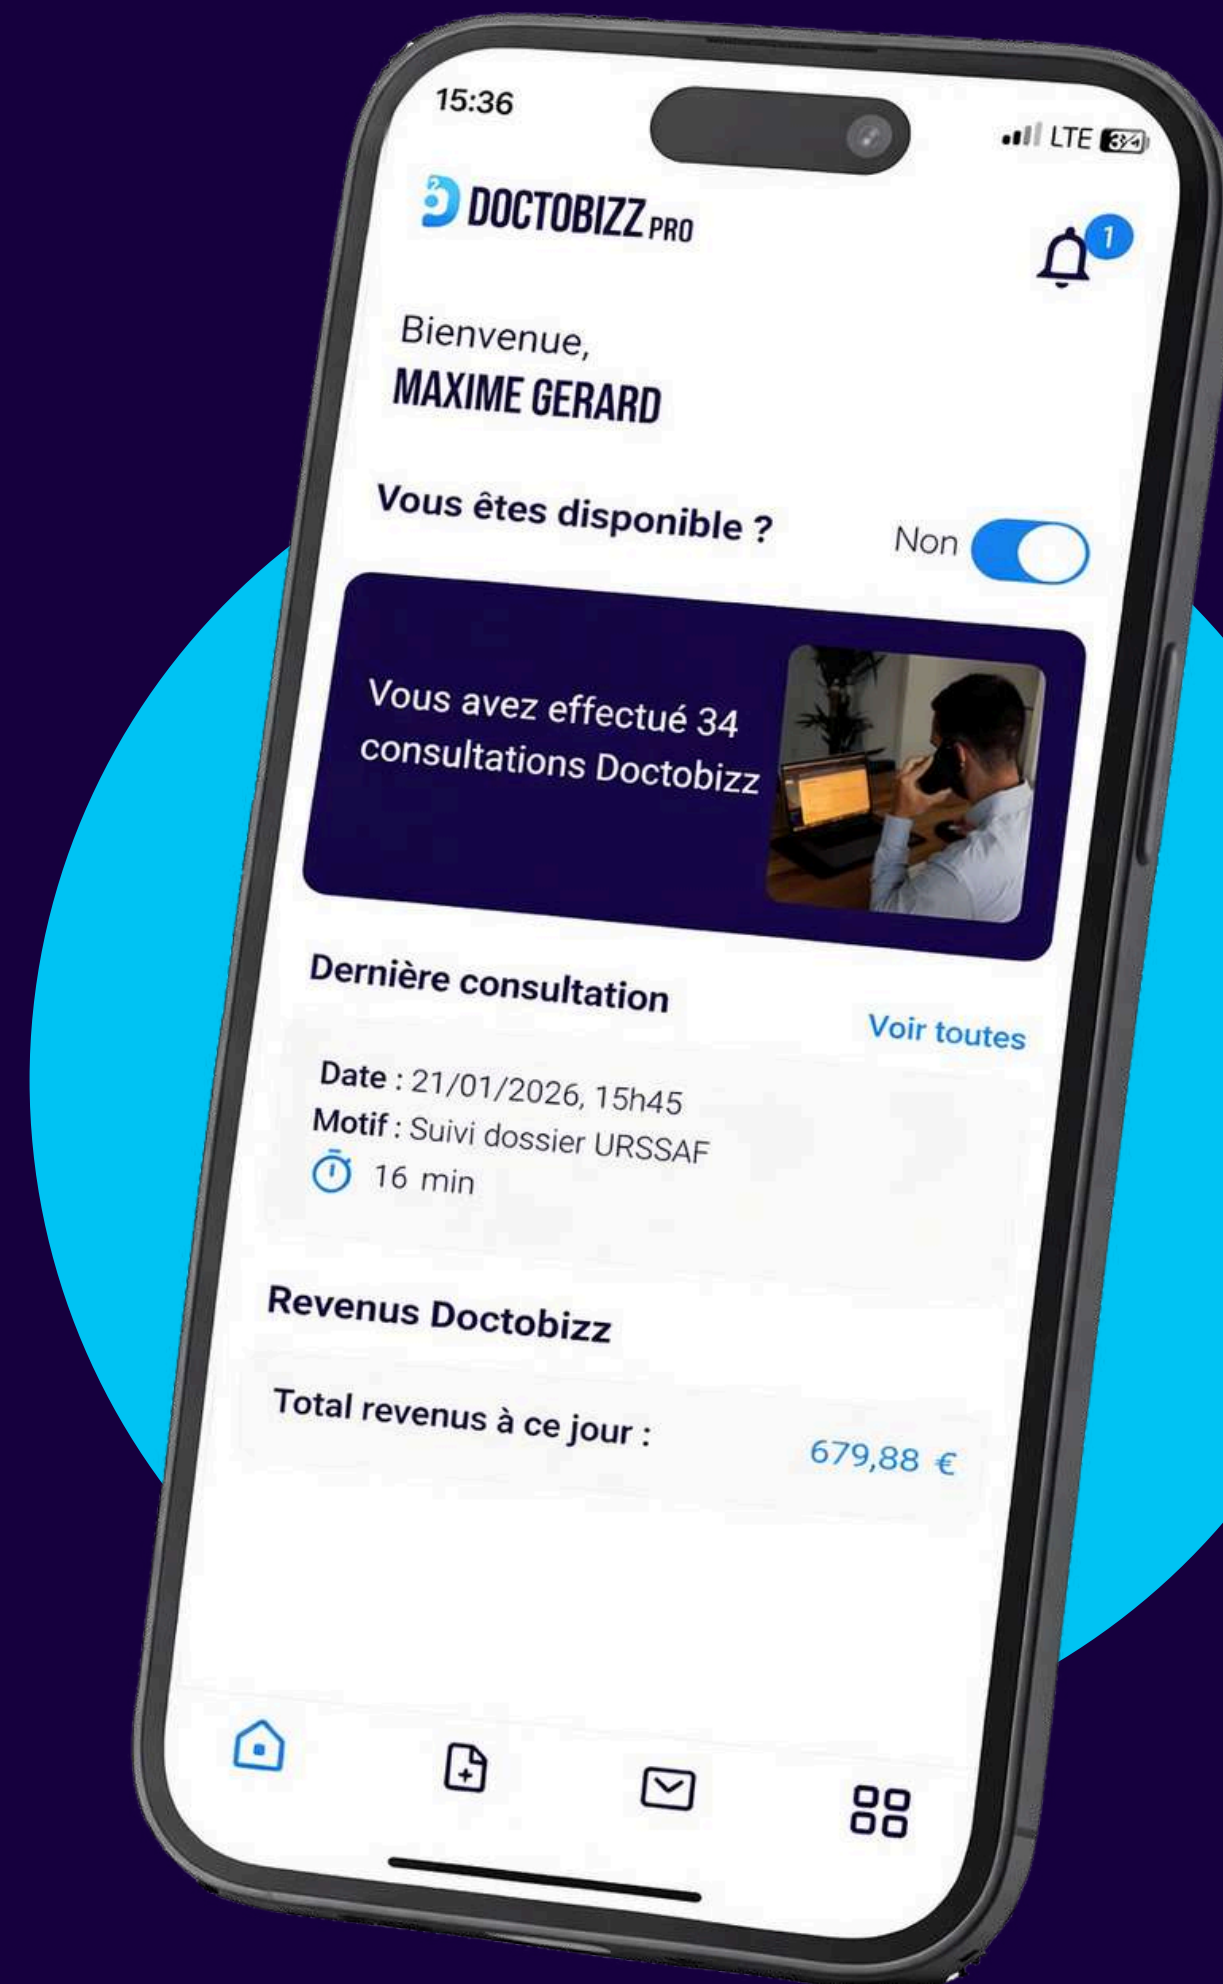 15:36
LTE
DOCTOBIZZ PRO
1
Bienvenue,
MAXIME GERARD
Vous êtes disponible ?
Non
Vous avez effectué 34
consultations Doctobizz
Dernière consultation
Voir toutes
Date : 21/01/2026, 15h45
Motif : Suivi dossier URSSAF
16 min
Revenus Doctobizz
Total revenus à ce jour :
679,88 €